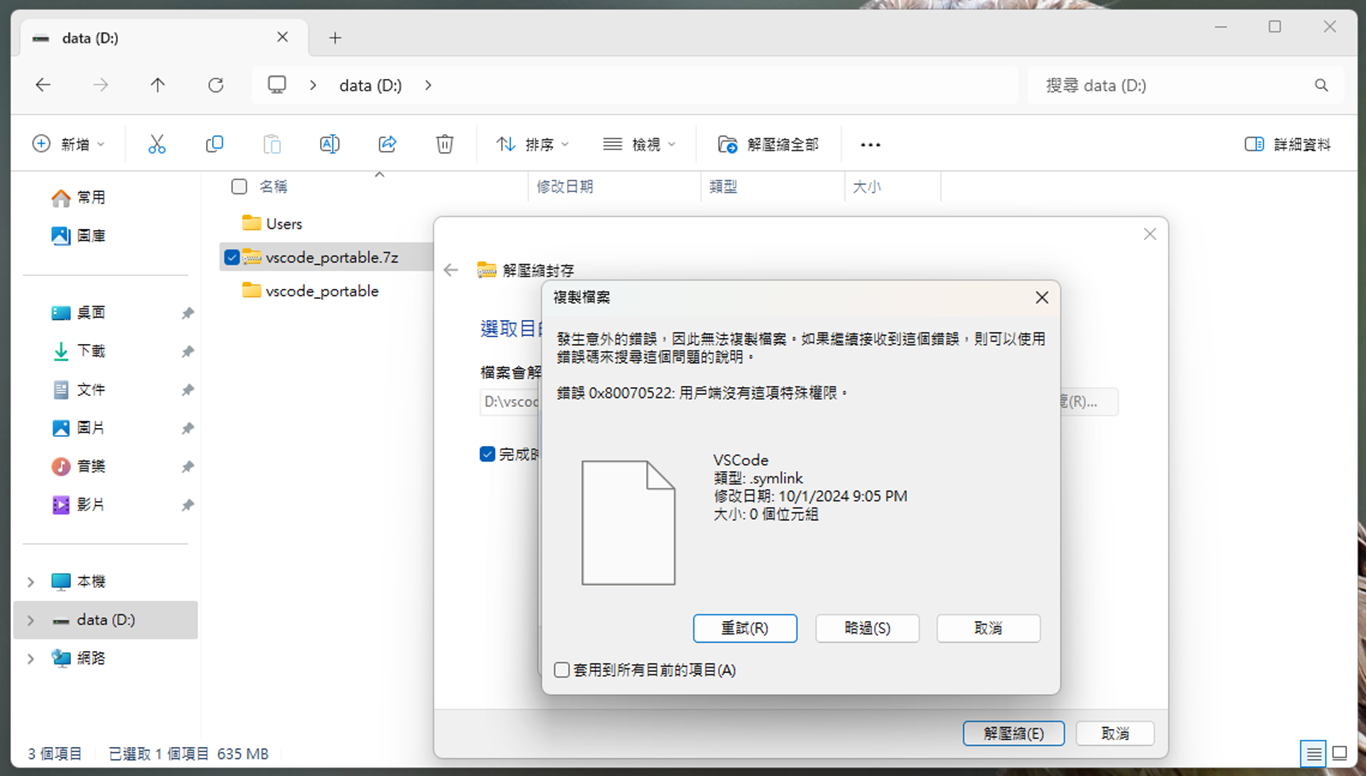 data (D:)
data (D:)
搜尋 data (D:)
新增
排序
檢視
解壓縮全部
詳細資料
常用
圖庫
桌面
下載
文件
圖片
音樂
影片
本機
data (D:)
網路
名稱
修改日期
類型
大小
Users
vscode_portable.7z
vscode_portable
解壓縮封存
選取目
檔案會解
D:\vscod
(R)...
完成
複製檔案
發生意外的錯誤，因此無法複製檔案。如果繼續接收到這個錯誤，則可以使用
錯誤碼來搜尋這個問題的說明。
錯誤 0x80070522: 用戶端沒有這項特殊權限。
VSCode
類型: .symlink
修改日期: 10/1/2024 9:05 PM
大小: 0 個位元組
重試(R)
略過(S)
取消
套用到所有目前的項目(A)
解壓縮(E)
取消
3 個項目
已選取 1 個項目 635 MB